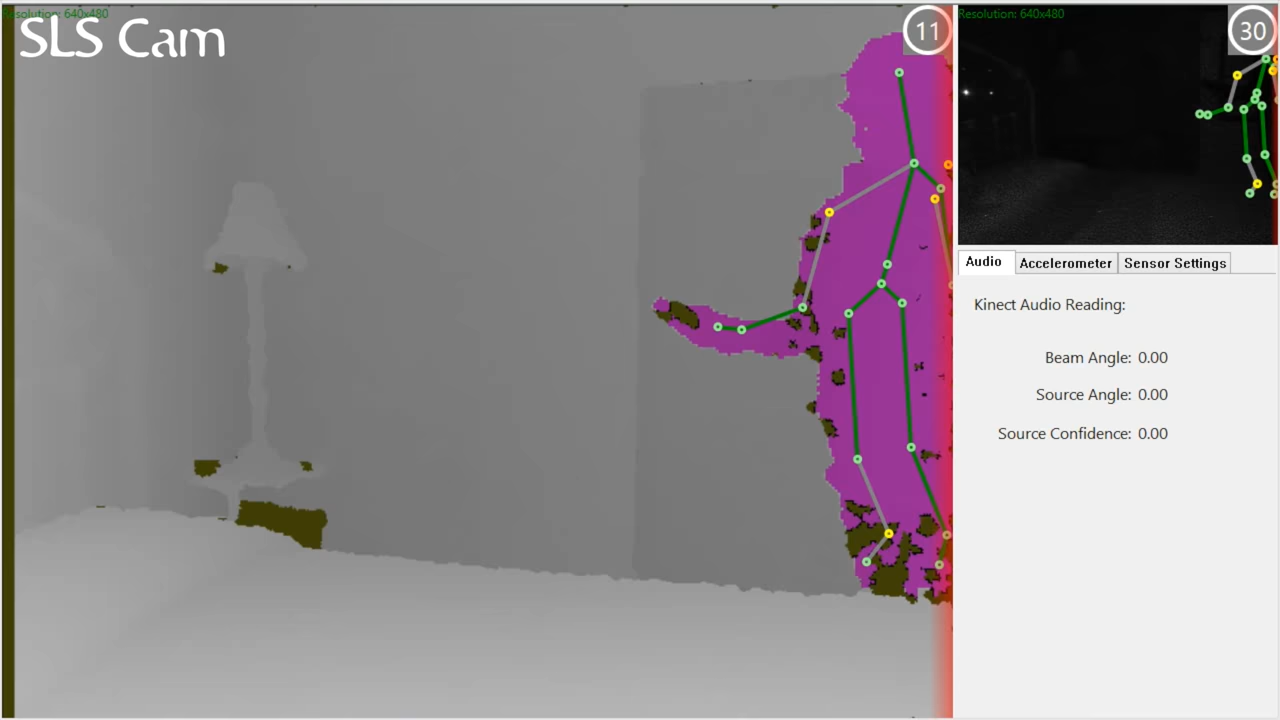 Resolution: 640x480
SLS Cam
11
Resolution: 640x480
30
Audio
Accelerometer
Sensor Settings
Kinect Audio Reading:
Beam Angle: 0.00
Source Angle: 0.00
Source Confidence: 0.00